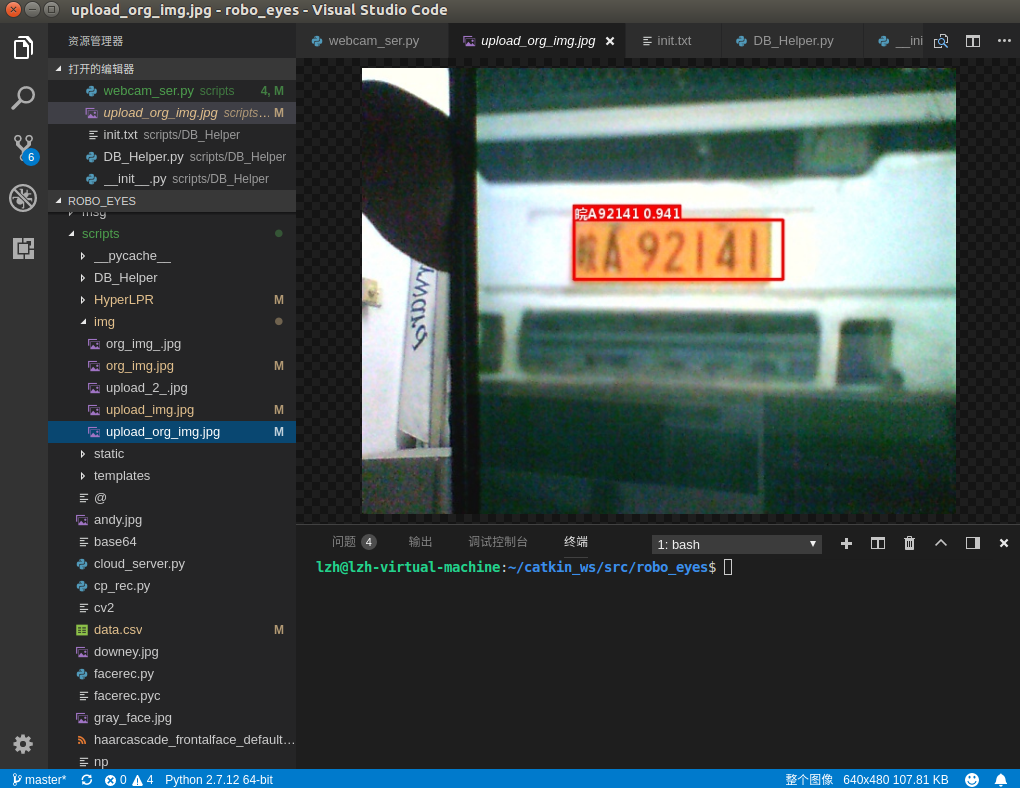 upload_org_img.jpg - robo_eyes - Visual Studio Code
资源管理器
webcam_ser.py
upload_org_img.jpg
init.txt
DB_Helper.py
__ini
打开的编辑器
webcam_ser.py scripts 4, M
upload_org_img.jpg scripts... M
init.txt scripts/DB_Helper
DB_Helper.py scripts/DB_Helper
__init__.py scripts/DB_Helper
6
ROBO_EYES
msg
scripts
__pycache__
DB_Helper
HyperLPR M
img
org_img_.jpg
org_img.jpg M
upload_2_.jpg
upload_img.jpg M
upload_org_img.jpg M
static
templates
@
andy.jpg
base64
cloud_server.py
cp_rec.py
cv2
data.csv M
downey.jpg
facerec.py
facerec.pyc
gray_face.jpg
haarcascade_frontalface_default...
np
皖A92141 0.941
皖A·92141
问题 4 输出 调试控制台 终端 1: bash
lzh@lzh-virtual-machine:~/catkin_ws/src/robo_eyes$
master* 0 4 Python 2.7.12 64-bit 整个图像 640x480 107.81 KB